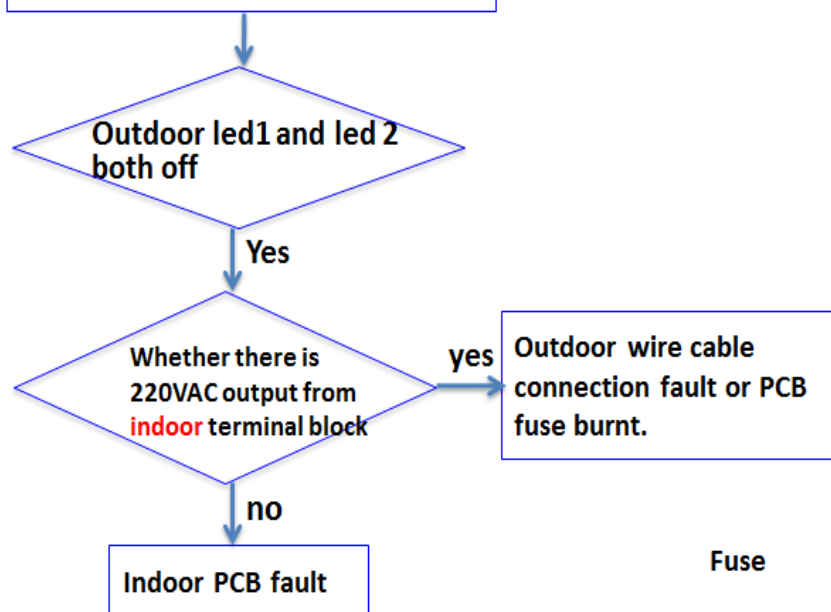 Outdoor led1 and led 2
both off
Yes
Whether there is
220VAC output from
indoor terminal block
yes
Outdoor wire cable
connection fault or PCB
fuse burnt.
no
Indoor PCB fault
Fuse